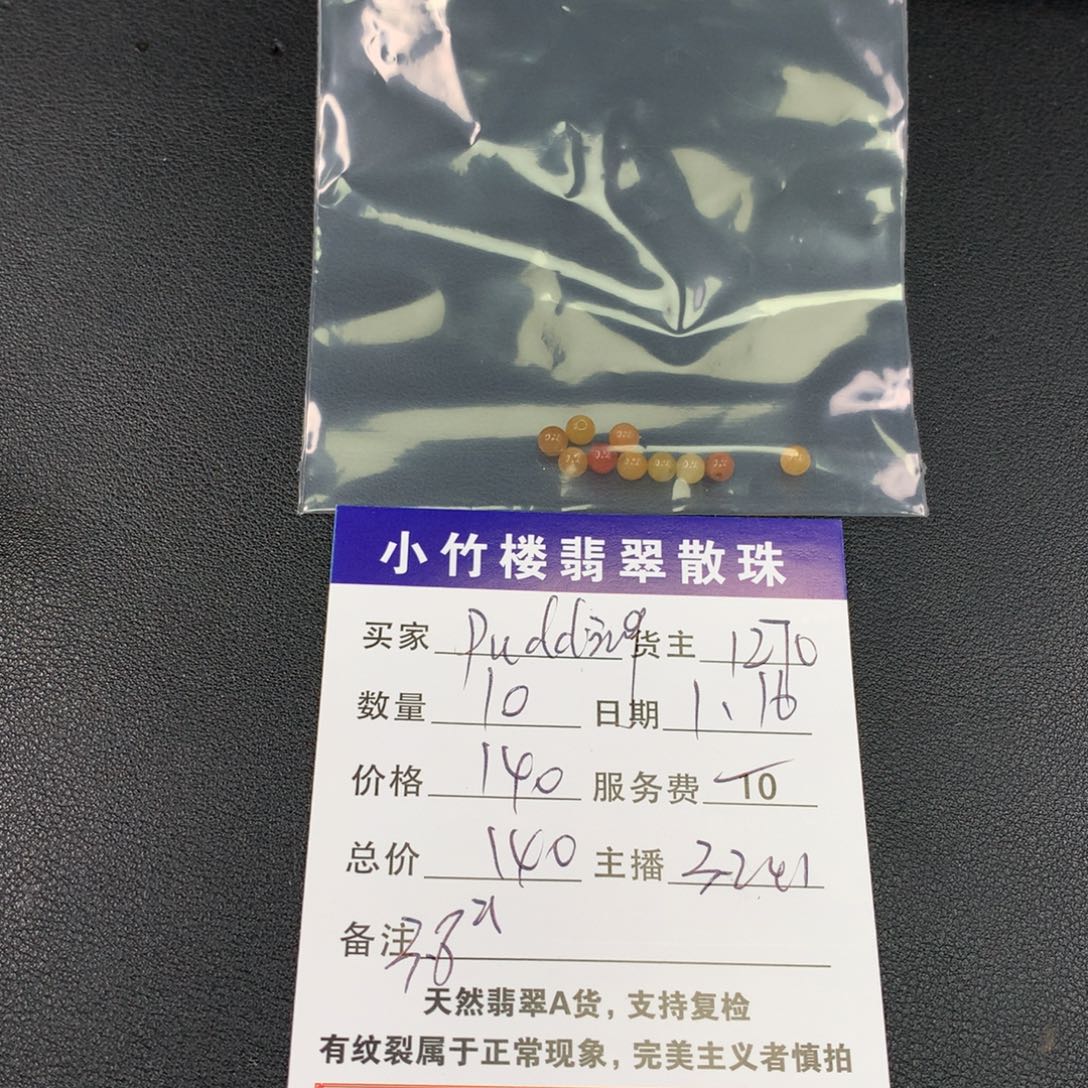 小竹楼翡翠散珠
买家 Pudding 货主 1270
数量 10 日期 1、16
价格 140 服务费 10
总价 140 主播
备注
天然翡翠A货，支持复检
有纹裂属于正常现象，完美主义者慎拍